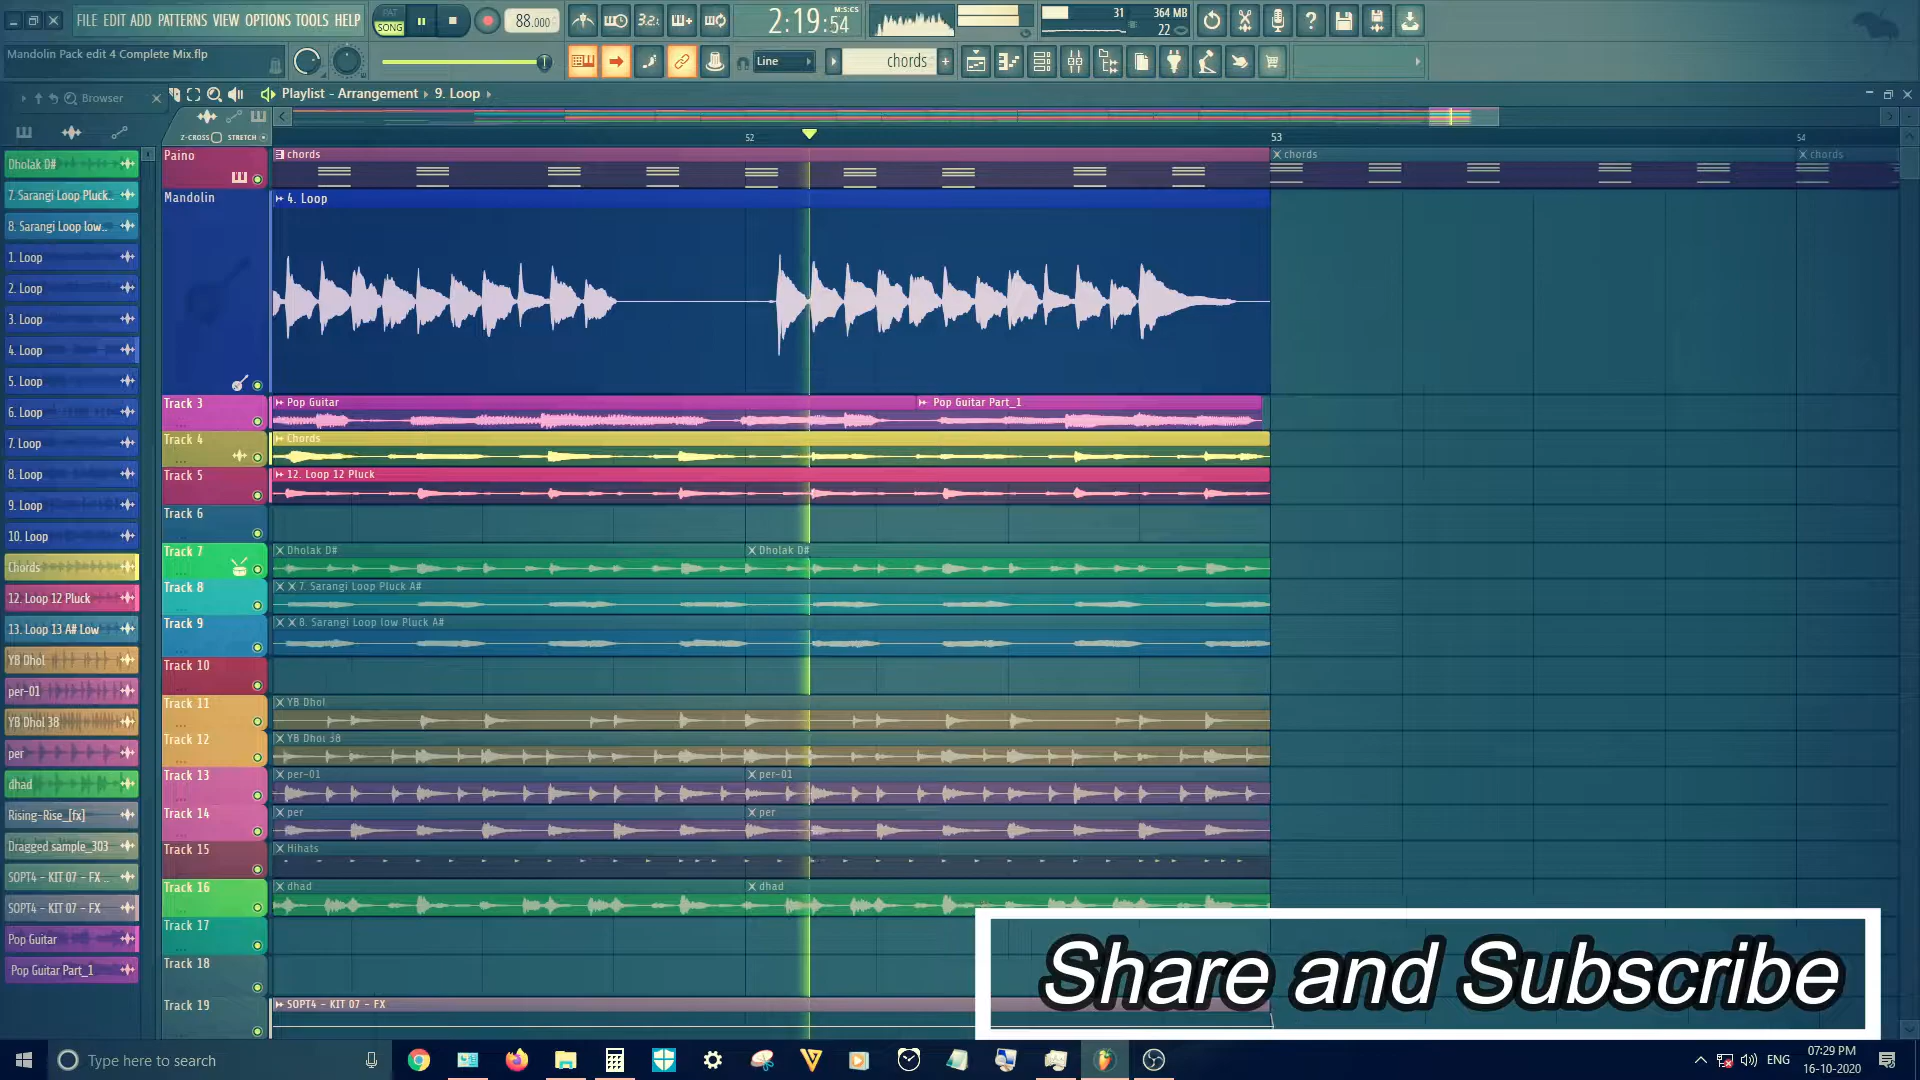 PAT
SONG
FILE EDIT ADD PATTERNS VIEW OPTIONS TOOLS HELP
88.000
3.2.
2:19:54
M:S:CS
31
364 MB
22
Mandolin Pack edit 4 Complete Mix.flp
Line
chords
Browser
Playlist - Arrangement
9. Loop
Z-CROSS
STRETCH
52
53
54
Dholak D#
7. Sarangi Loop Pluck..
8. Sarangi Loop low..
1. Loop
2. Loop
3. Loop
4. Loop
5. Loop
6. Loop
7. Loop
8. Loop
9. Loop
10. Loop
Chords
12. Loop 12 Pluck
13. Loop 13 A# Low
YB Dhol
per-01
YB Dhol 38
per
dhad
Rising-Rise_[fx]
Dragged sample_303
SOPT4 - KIT 07 - FX ..
SOPT4 - KIT 07 - FX
Pop Guitar
Pop Guitar Part_1
Paino
chords
chords
chords
Mandolin
4. Loop
Track 3
Pop Guitar
Pop Guitar Part_1
Track 4
Chords
Track 5
12. Loop 12 Pluck
Track 6
Track 7
Dholak D#
Dholak D#
Track 8
7. Sarangi Loop Pluck A#
Track 9
8. Sarangi Loop low Pluck A#
Track 10
Track 11
YB Dhol
Track 12
YB Dhol 38
Track 13
per-01
per-01
Track 14
per
per
Track 15
Hihats
Track 16
dhad
dhad
Track 17
Track 18
Track 19
SOPT4 - KIT 07 - FX
Share and Subscribe
Type here to search
ENG
07:29 PM
16-10-2020